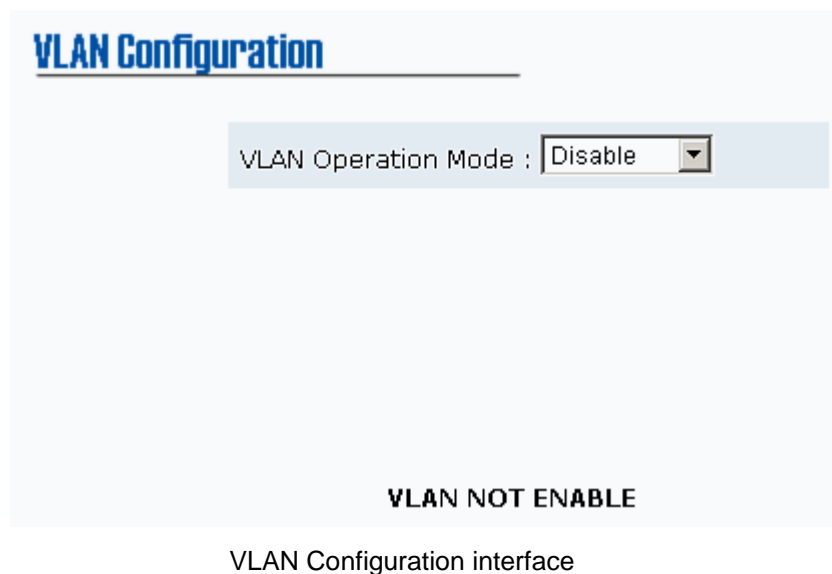 VLAN Configuration
VLAN Operation Mode : Disable
VLAN NOT ENABLE
VLAN Configuration interface